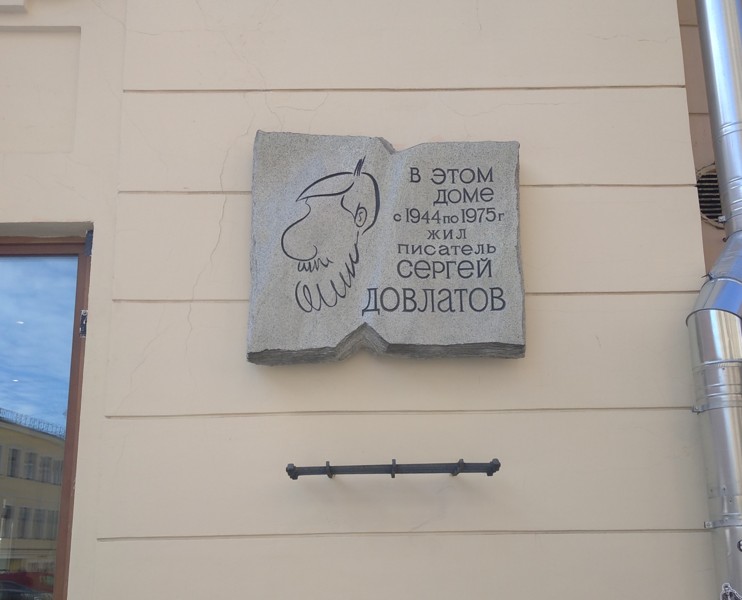 В ЭТОМ
ДОМЕ
с 1944 по 1975 г
ЖИЛ
ПИСАТЕЛЬ
СЕРГЕЙ
ДОВЛАТОВ